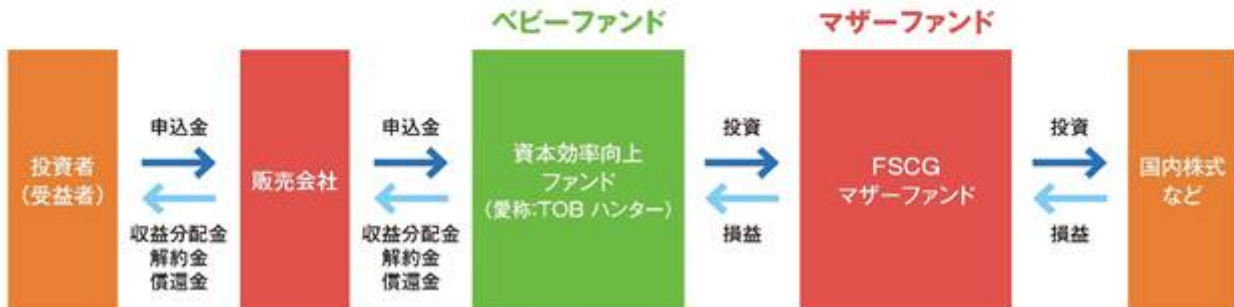 ベビーファンド
マザーファンド
投資者
(受益者)
申込金
収益分配金
解約金
償還金
販売会社
申込金
収益分配金
解約金
償還金
資本効率向上
ファンド
(愛称:TOB ハンター)
投資
損益
FSCG
マザーファンド
投資
損益
国内株式
など